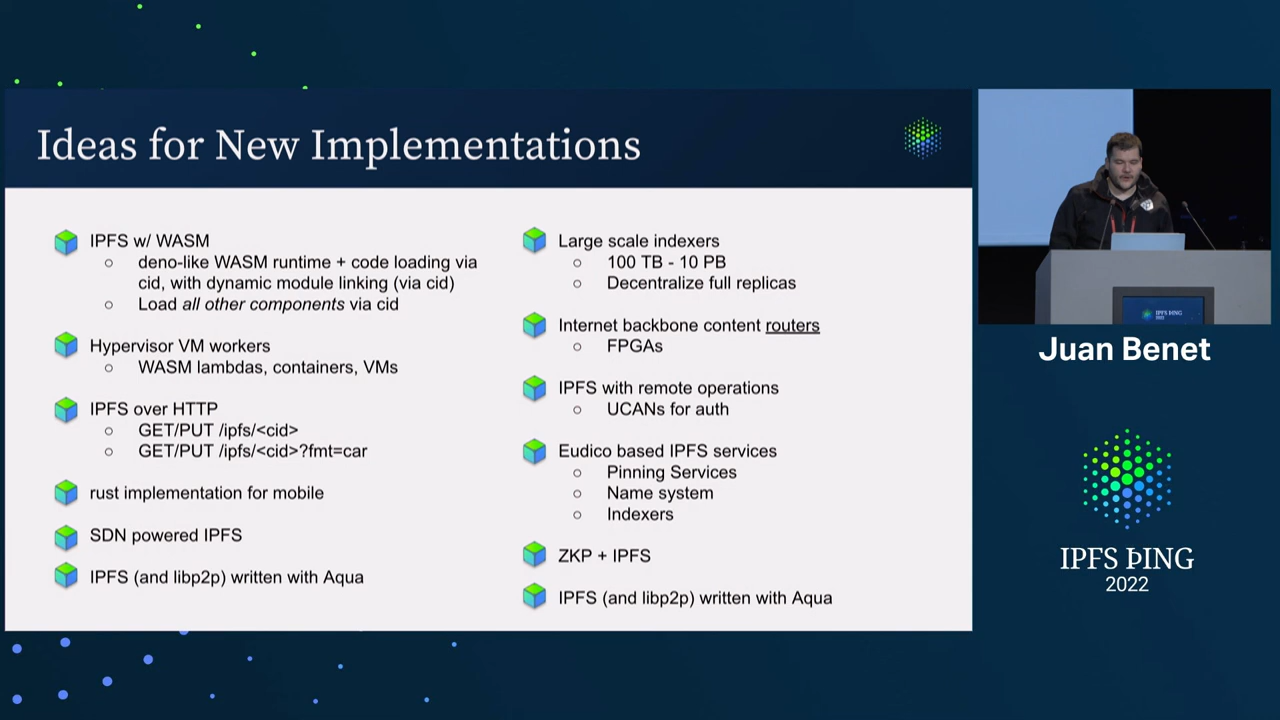 Ideas for New Implementations
IPFS w/ WASM
deno-like WASM runtime + code loading via
cid, with dynamic module linking (via cid)
Load all other components via cid
Hypervisor VM workers
WASM lambdas, containers, VMs
IPFS over HTTP
GET/PUT /ipfs/<cid>
GET/PUT /ipfs/<cid>?fmt=car
rust implementation for mobile
SDN powered IPFS
IPFS (and libp2p) written with Aqua
Large scale indexers
100 TB - 10 PB
Decentralize full replicas
Internet backbone content routers
FPGAs
IPFS with remote operations
UCANs for auth
Eudico based IPFS services
Pinning Services
Name system
Indexers
ZKP + IPFS
IPFS (and libp2p) written with Aqua
IPFS ÞING
Juan Benet
IPFS ÞING
2022